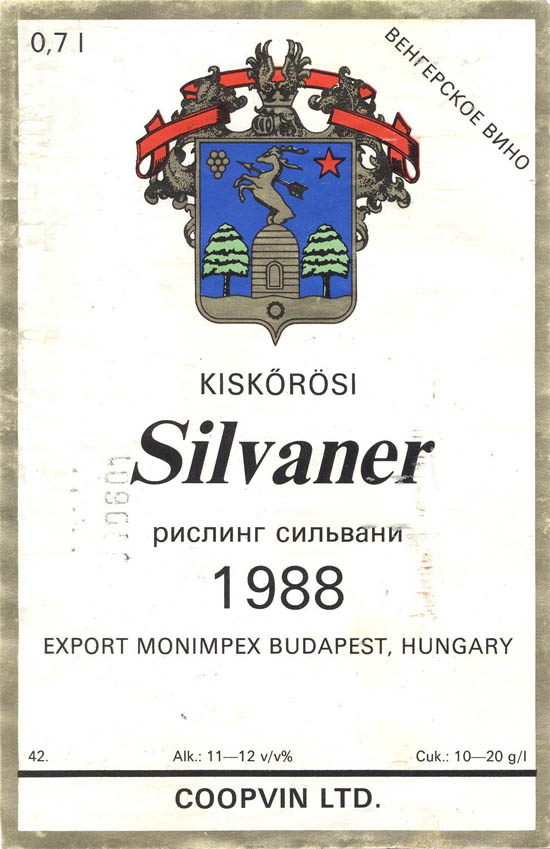 0,7 l
ВЕНГЕРСКОЕ ВИНО
KISKŐRÖSI
Silvaner
РИСЛИНГ СИЛЬВАНИ
1988
EXPORT MONIMPEX BUDAPEST, HUNGARY
42.
Alk.: 11—12 v/v%
Cuk.: 10—20 g/l
COOPVIN LTD.